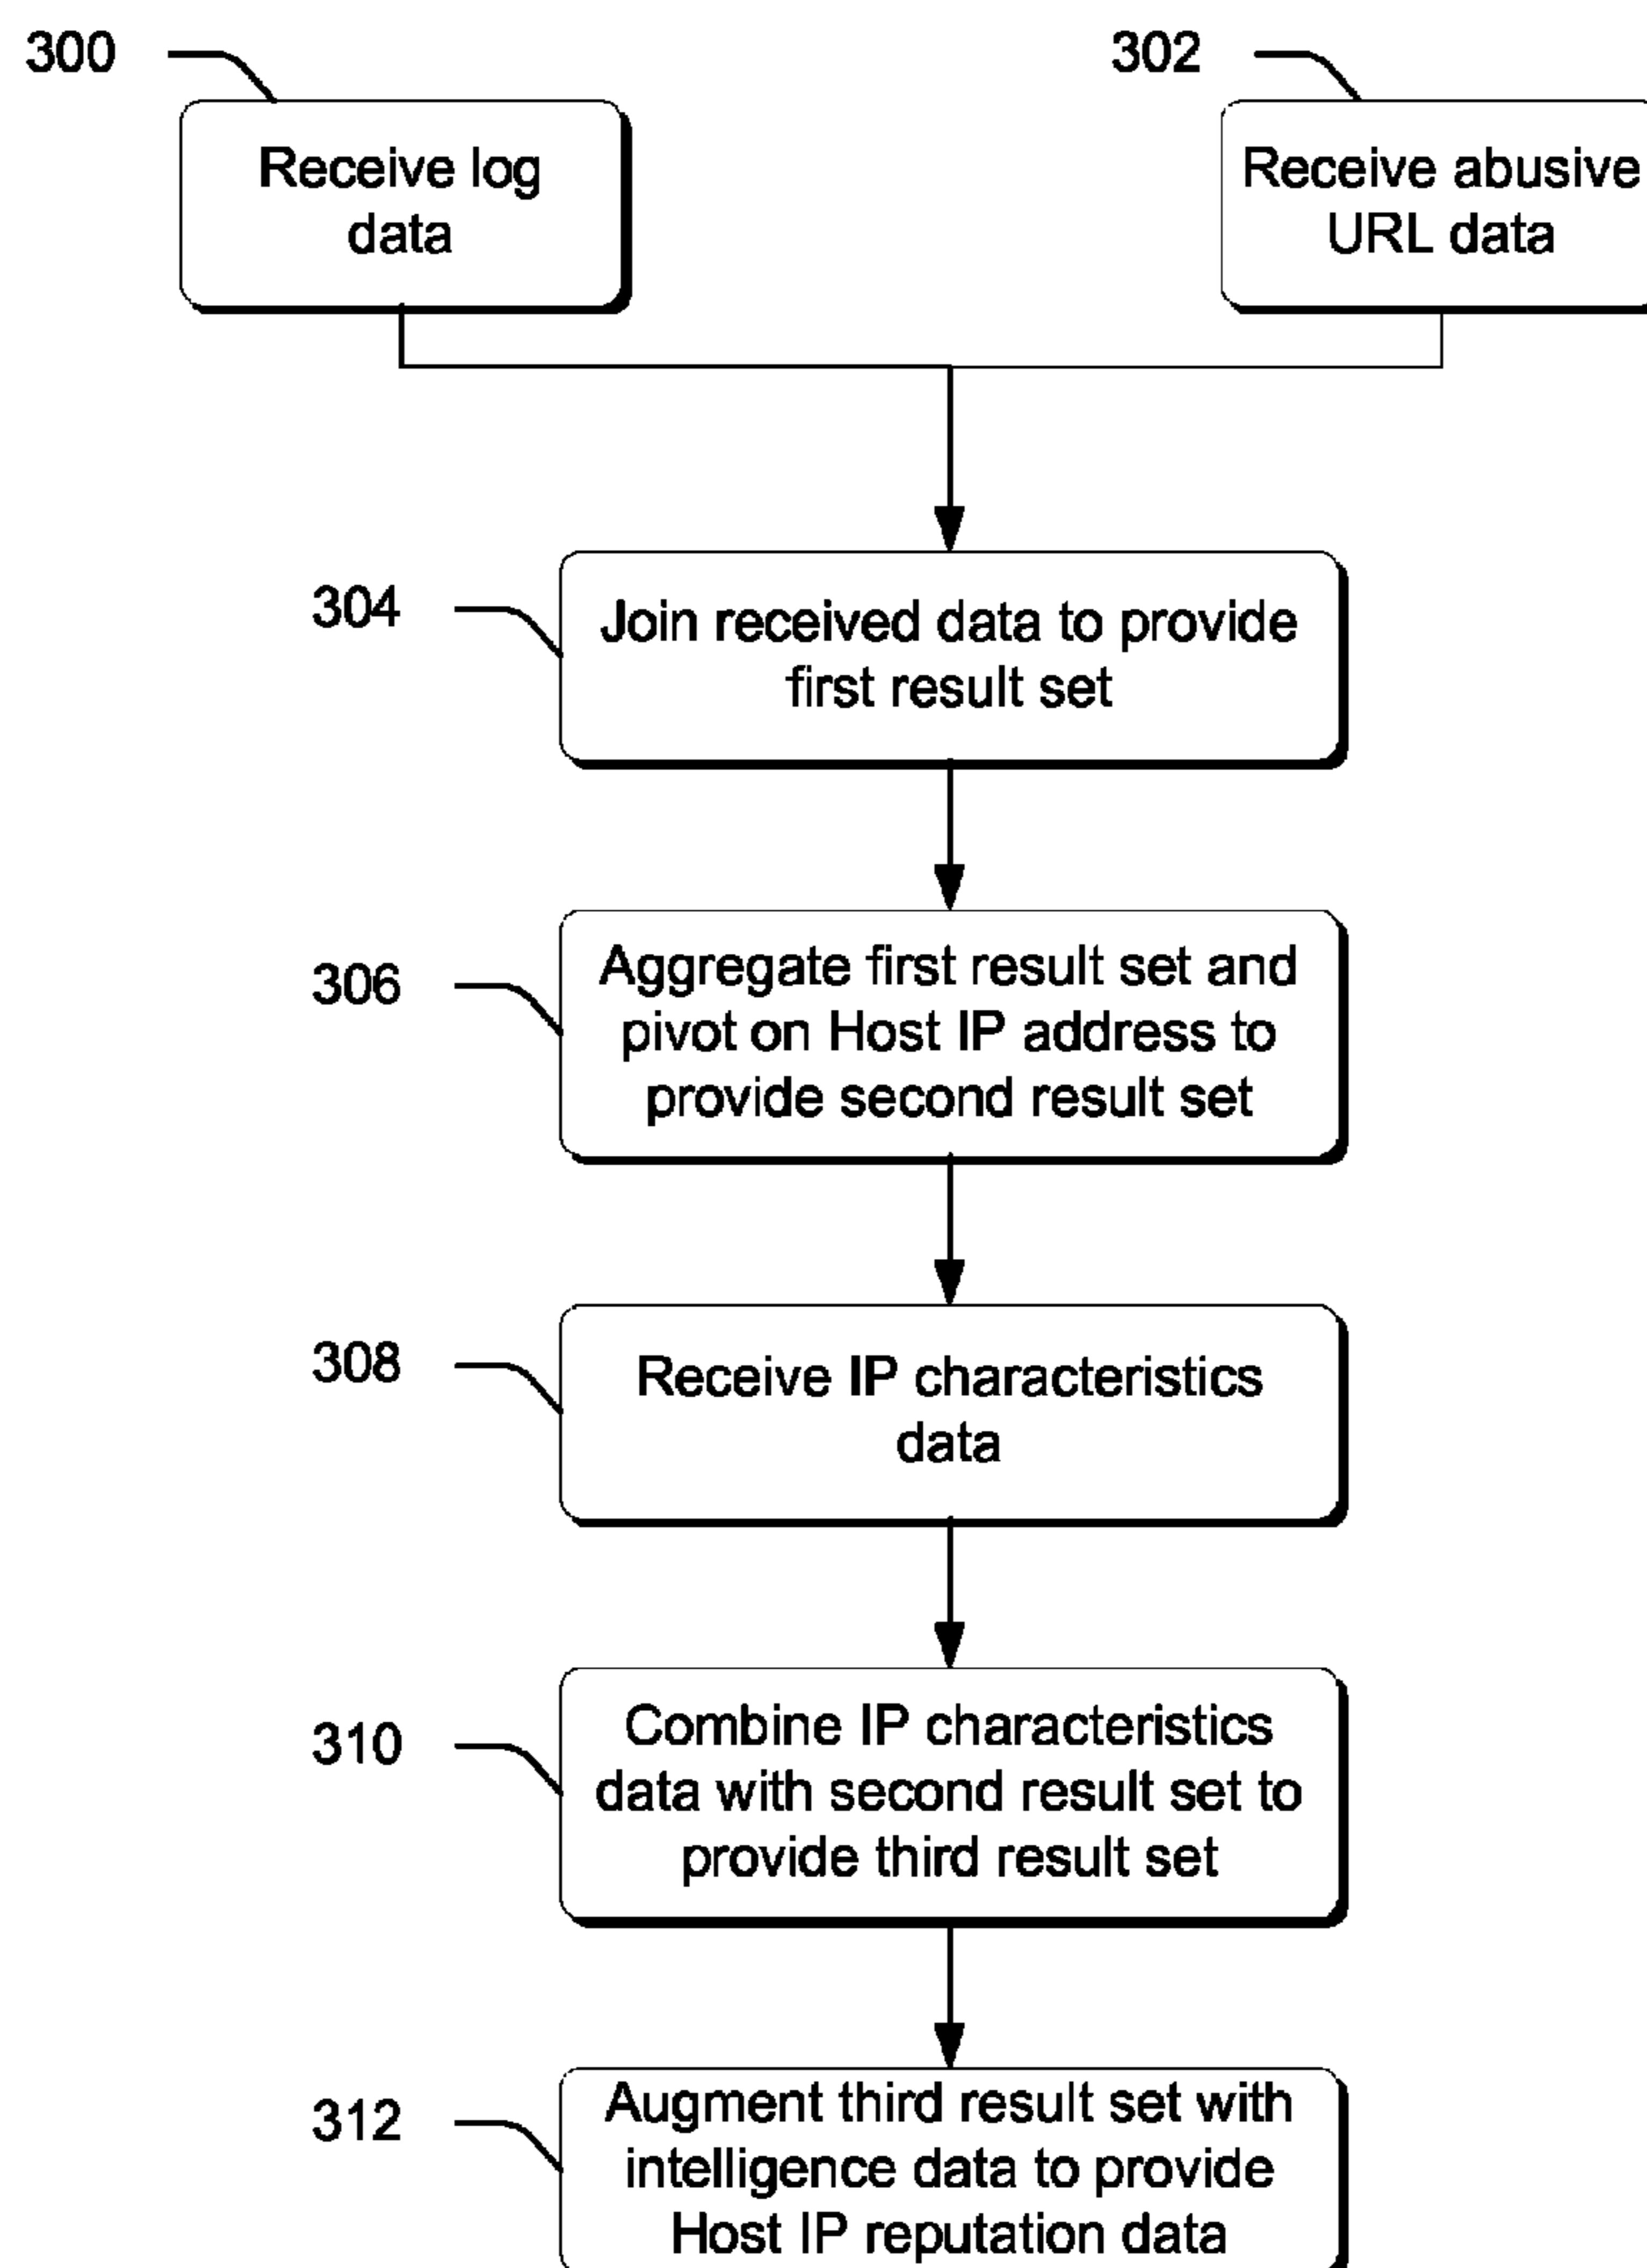 300
Receive log
data
302
Receive abusive
URL data
304
Join received data to provide
first result set
306
Aggregate first result set and
pivot on Host IP address to
provide second result set
308
Receive IP characteristics
data
310
Combine IP characteristics
data with second result set to
provide third result set
312
Augment third result set with
intelligence data to provide
Host IP reputation data